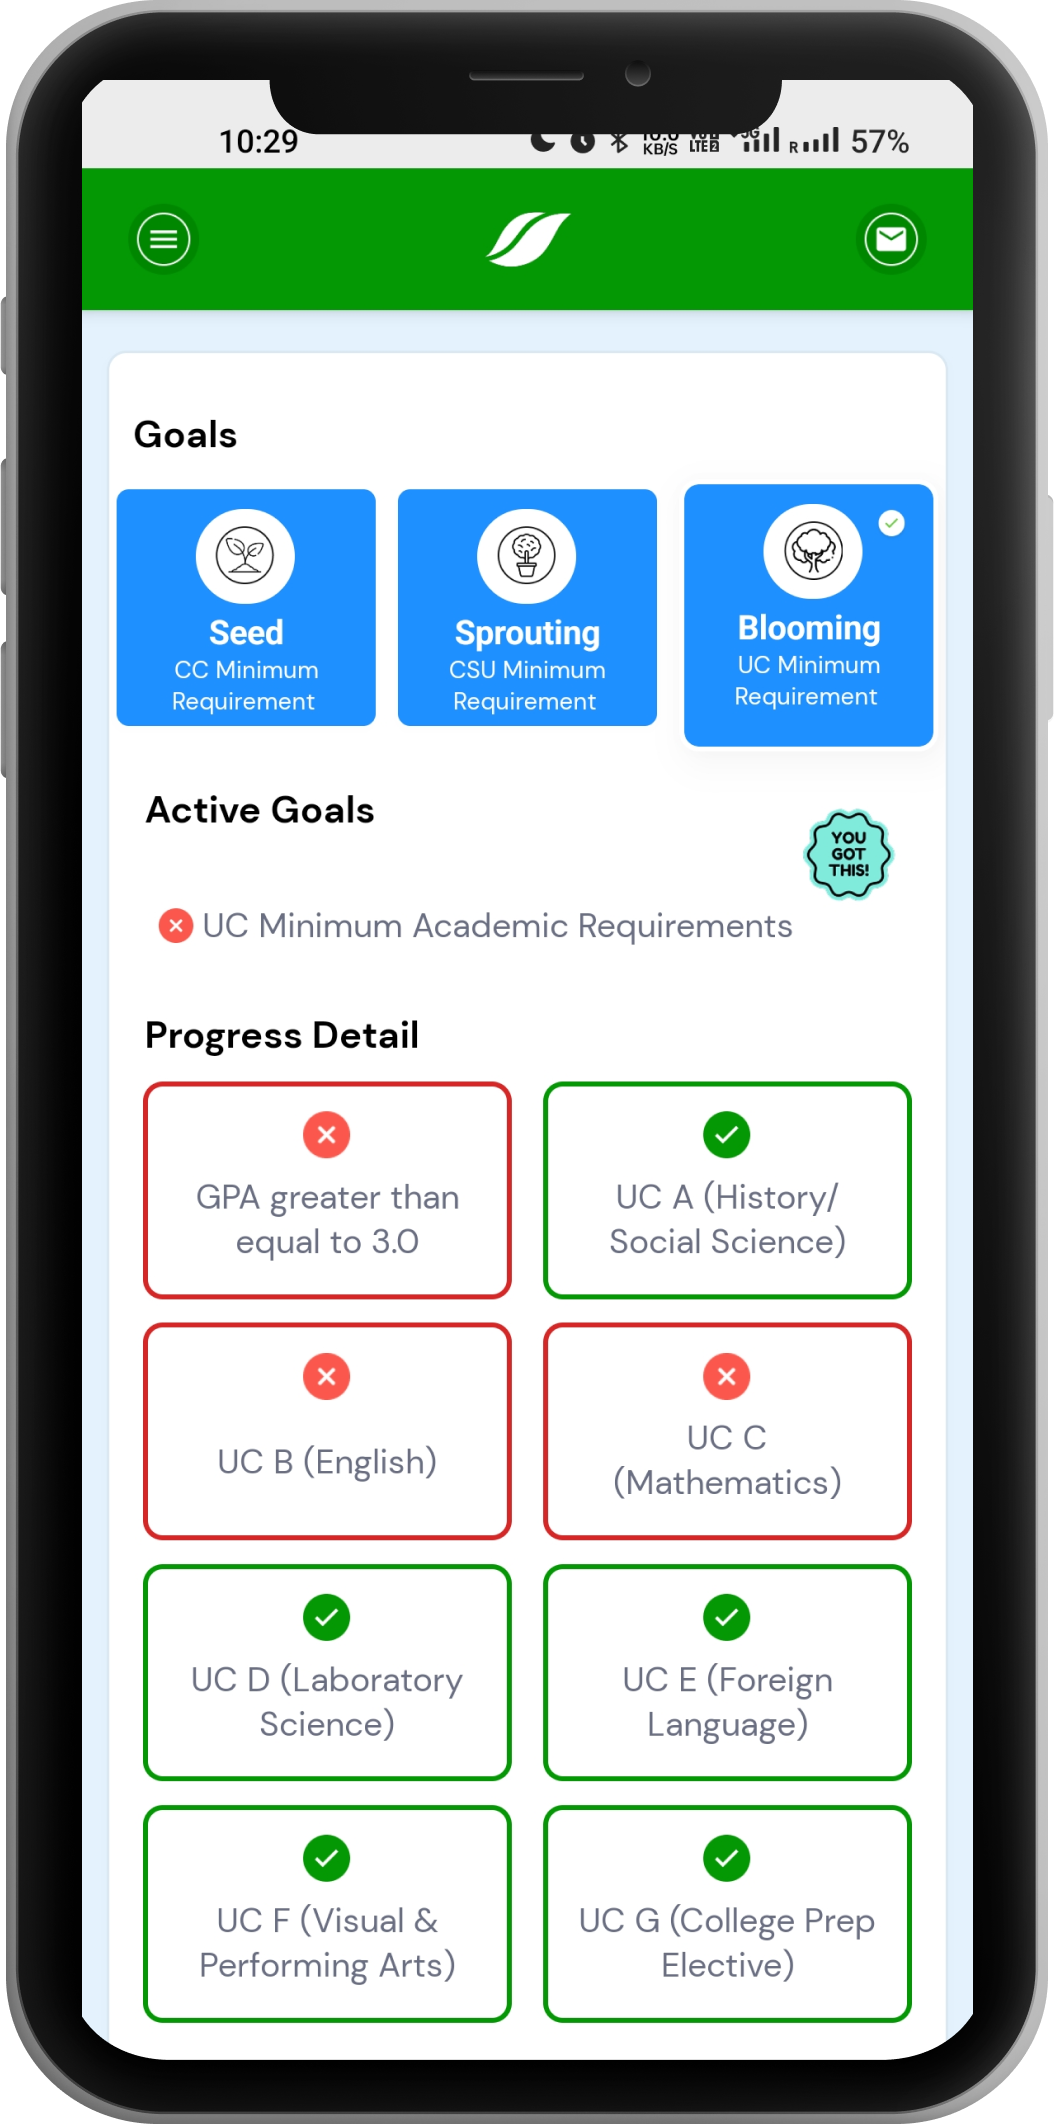 10:29
KB/S
LTE 2
R
57%
Goals
Seed
CC Minimum
Requirement
Sprouting
CSU Minimum
Requirement
Blooming
UC Minimum
Requirement
Active Goals
YOU
GOT
THIS!
UC Minimum Academic Requirements
Progress Detail
GPA greater than
equal to 3.0
UC A (History/
Social Science)
UC B (English)
UC C
(Mathematics)
UC D (Laboratory
Science)
UC E (Foreign
Language)
UC F (Visual &
Performing Arts)
UC G (College Prep
Elective)